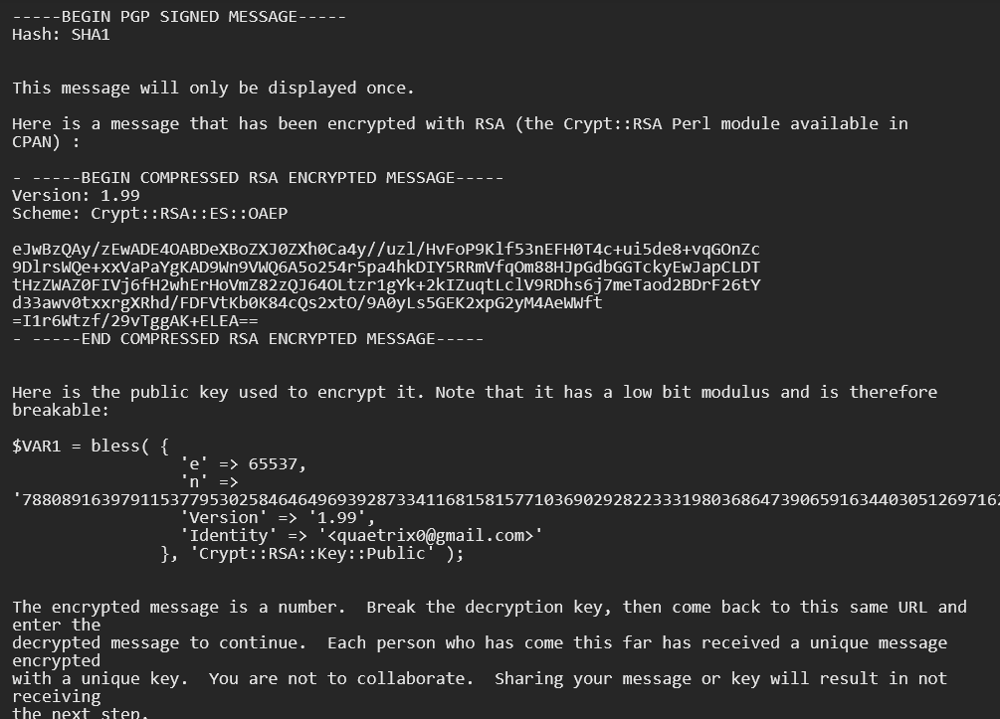 -----BEGIN PGP SIGNED MESSAGE-----
Hash: SHA1
This message will only be displayed once.
Here is a message that has been encrypted with RSA (the Crypt::RSA Perl module available in
CPAN) :
- -----BEGIN COMPRESSED RSA ENCRYPTED MESSAGE-----
Version: 1.99
Scheme: Crypt::RSA::ES::OAEP
eJwBzQAy/zEwADE4OABDeXBoZXJ0ZXh0Ca4y//uzl/HvFoP9Klf53nEFH0T4c+ui5de8+vqGOnZc
9DlrsWQe+xxVaPaYgKAD9Wn9VWQ6A5o254r5pa4hkDIY5RRmVfqOm88HJpGdbGGTckyEwJapCLDT
tHzZWAZ0FIVj6fH2whErHoVmZ82zQJ64OLtzr1gYk+2kIZuqtLclV9RDhs6j7meTaod2BDrF26tY
d33awv0txxrgXRhd/FDFVtKb0K84cQs2xtO/9A0yLs5GEK2xpG2yM4AeWWft
=I1r6Wtzf/29vTggAK+ELEA==
- -----END COMPRESSED RSA ENCRYPTED MESSAGE-----
Here is the public key used to encrypt it. Note that it has a low bit modulus and is therefore
breakable:
$VAR1 = bless( {
'e' => 65537,
'n' =>
'7880891639791153779530258464649693928733411681581577103690292822333198036864739065916344030512697162
'Version' => '1.99',
'Identity' => '<quaetrix0@gmail.com>'
}, 'Crypt::RSA::Key::Public' );
The encrypted message is a number.  Break the decryption key, then come back to this same URL and
enter the
decrypted message to continue.  Each person who has come this far has received a unique message
encrypted
with a unique key.  You are not to collaborate.  Sharing your message or key will result in not
receiving
the next step.